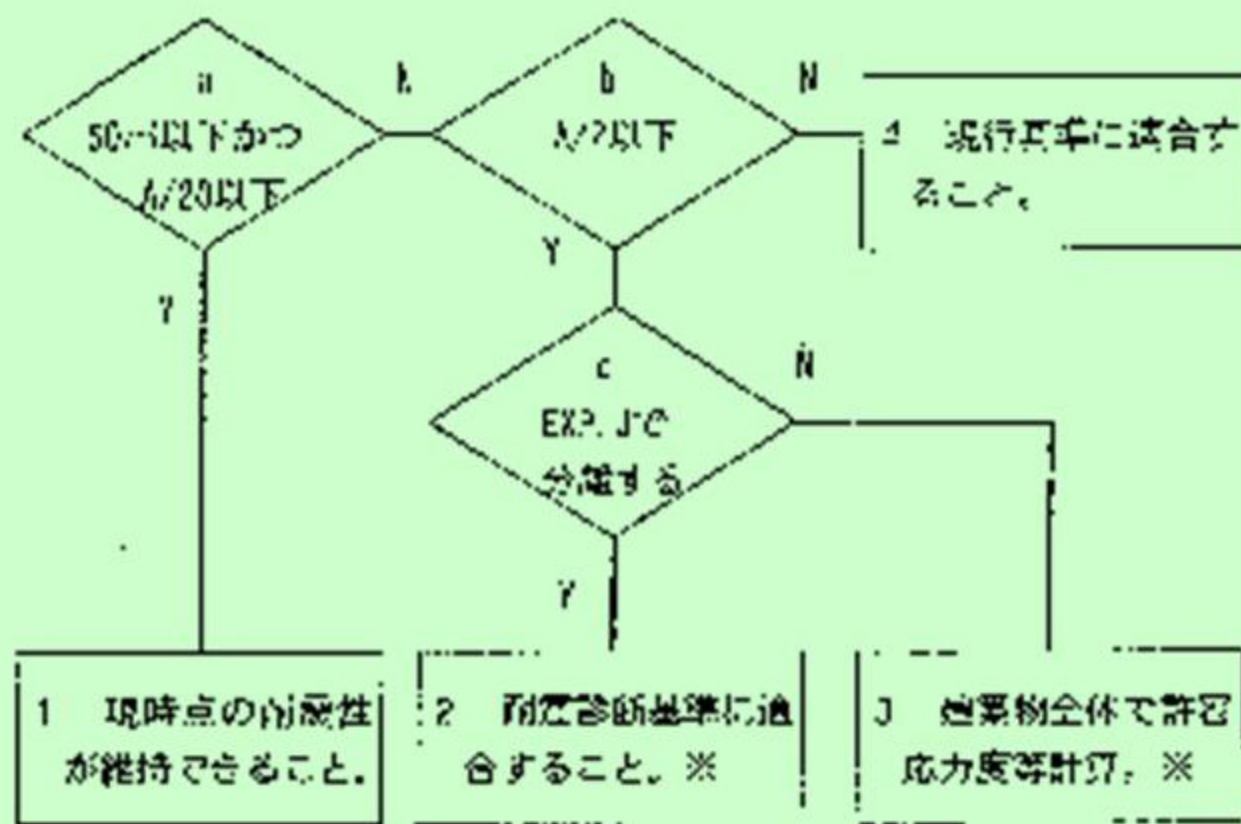 a
50㎡以下かつ
A/20以下
N
b
A/2以下
N
4 現行基準に適合す
ること。
Y
Y
c
EXP.Jで
分離する
N
Y
1 現時点の耐震性
が維持できること。
2 耐震診断基準に適
合すること。※
3 建築物全体で許容
応力度等計算。※